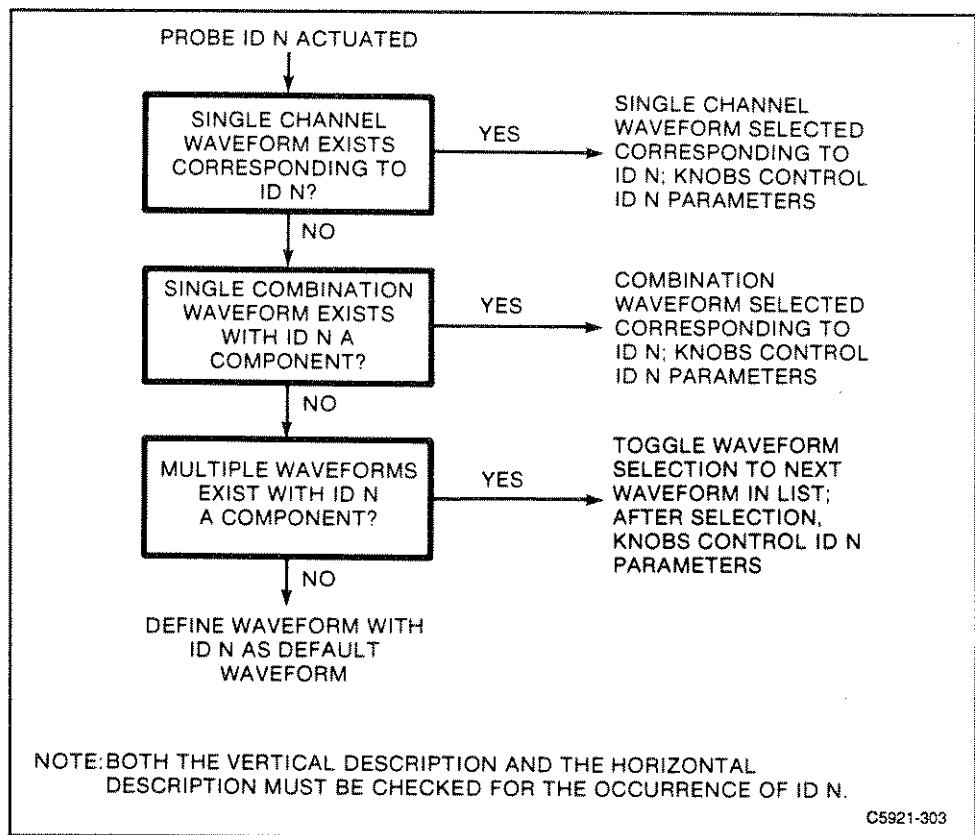 PROBE ID N ACTUATED
SINGLE CHANNEL
WAVEFORM EXISTS
CORRESPONDING TO
ID N?
YES
SINGLE CHANNEL
WAVEFORM SELECTED
CORRESPONDING TO
ID N; KNOBS CONTROL
ID N PARAMETERS
NO
SINGLE COMBINATION
WAVEFORM EXISTS
WITH ID N A
COMPONENT?
YES
COMBINATION
WAVEFORM SELECTED
CORRESPONDING TO
ID N; KNOBS CONTROL
ID N PARAMETERS
NO
MULTIPLE WAVEFORMS
EXIST WITH ID N
A COMPONENT?
YES
TOGGLE WAVEFORM
SELECTION TO NEXT
WAVEFORM IN LIST;
AFTER SELECTION,
KNOBS CONTROL ID N
PARAMETERS
NO
DEFINE WAVEFORM WITH
ID N AS DEFAULT
WAVEFORM
NOTE: BOTH THE VERTICAL DESCRIPTION AND THE HORIZONTAL
DESCRIPTION MUST BE CHECKED FOR THE OCCURRENCE OF ID N.
C5921-303